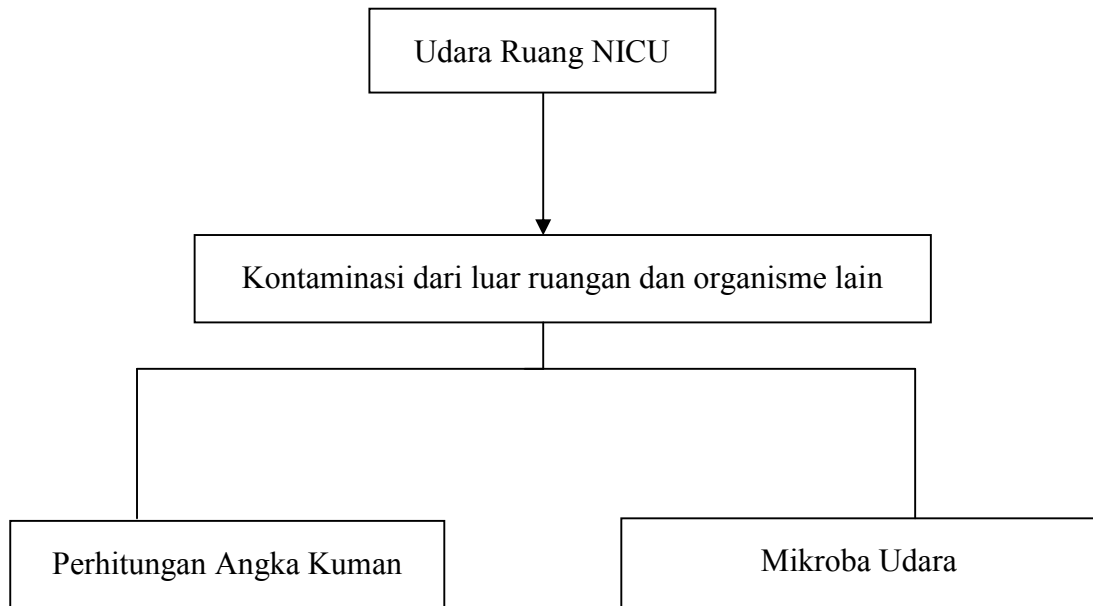 Udara Ruang NICU
Kontaminasi dari luar ruangan dan organisme lain
Perhitungan Angka Kuman
Mikroba Udara